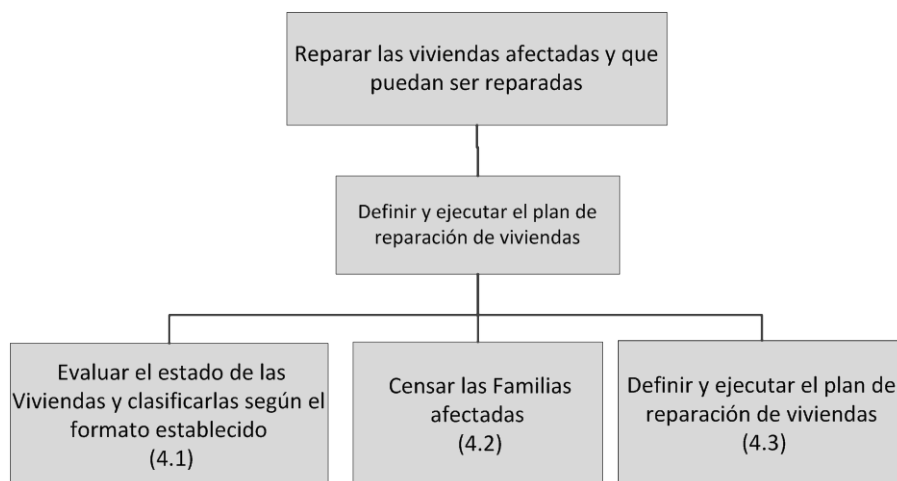 Reparar las viviendas afectadas y que
puedan ser reparadas
Definir y ejecutar el plan de
reparación de viviendas
Evaluar el estado de las
Viviendas y clasificarlas según el
formato establecido
(4.1)
Censar las Familias
afectadas
(4.2)
Definir y ejecutar el plan de
reparación de viviendas
(4.3)